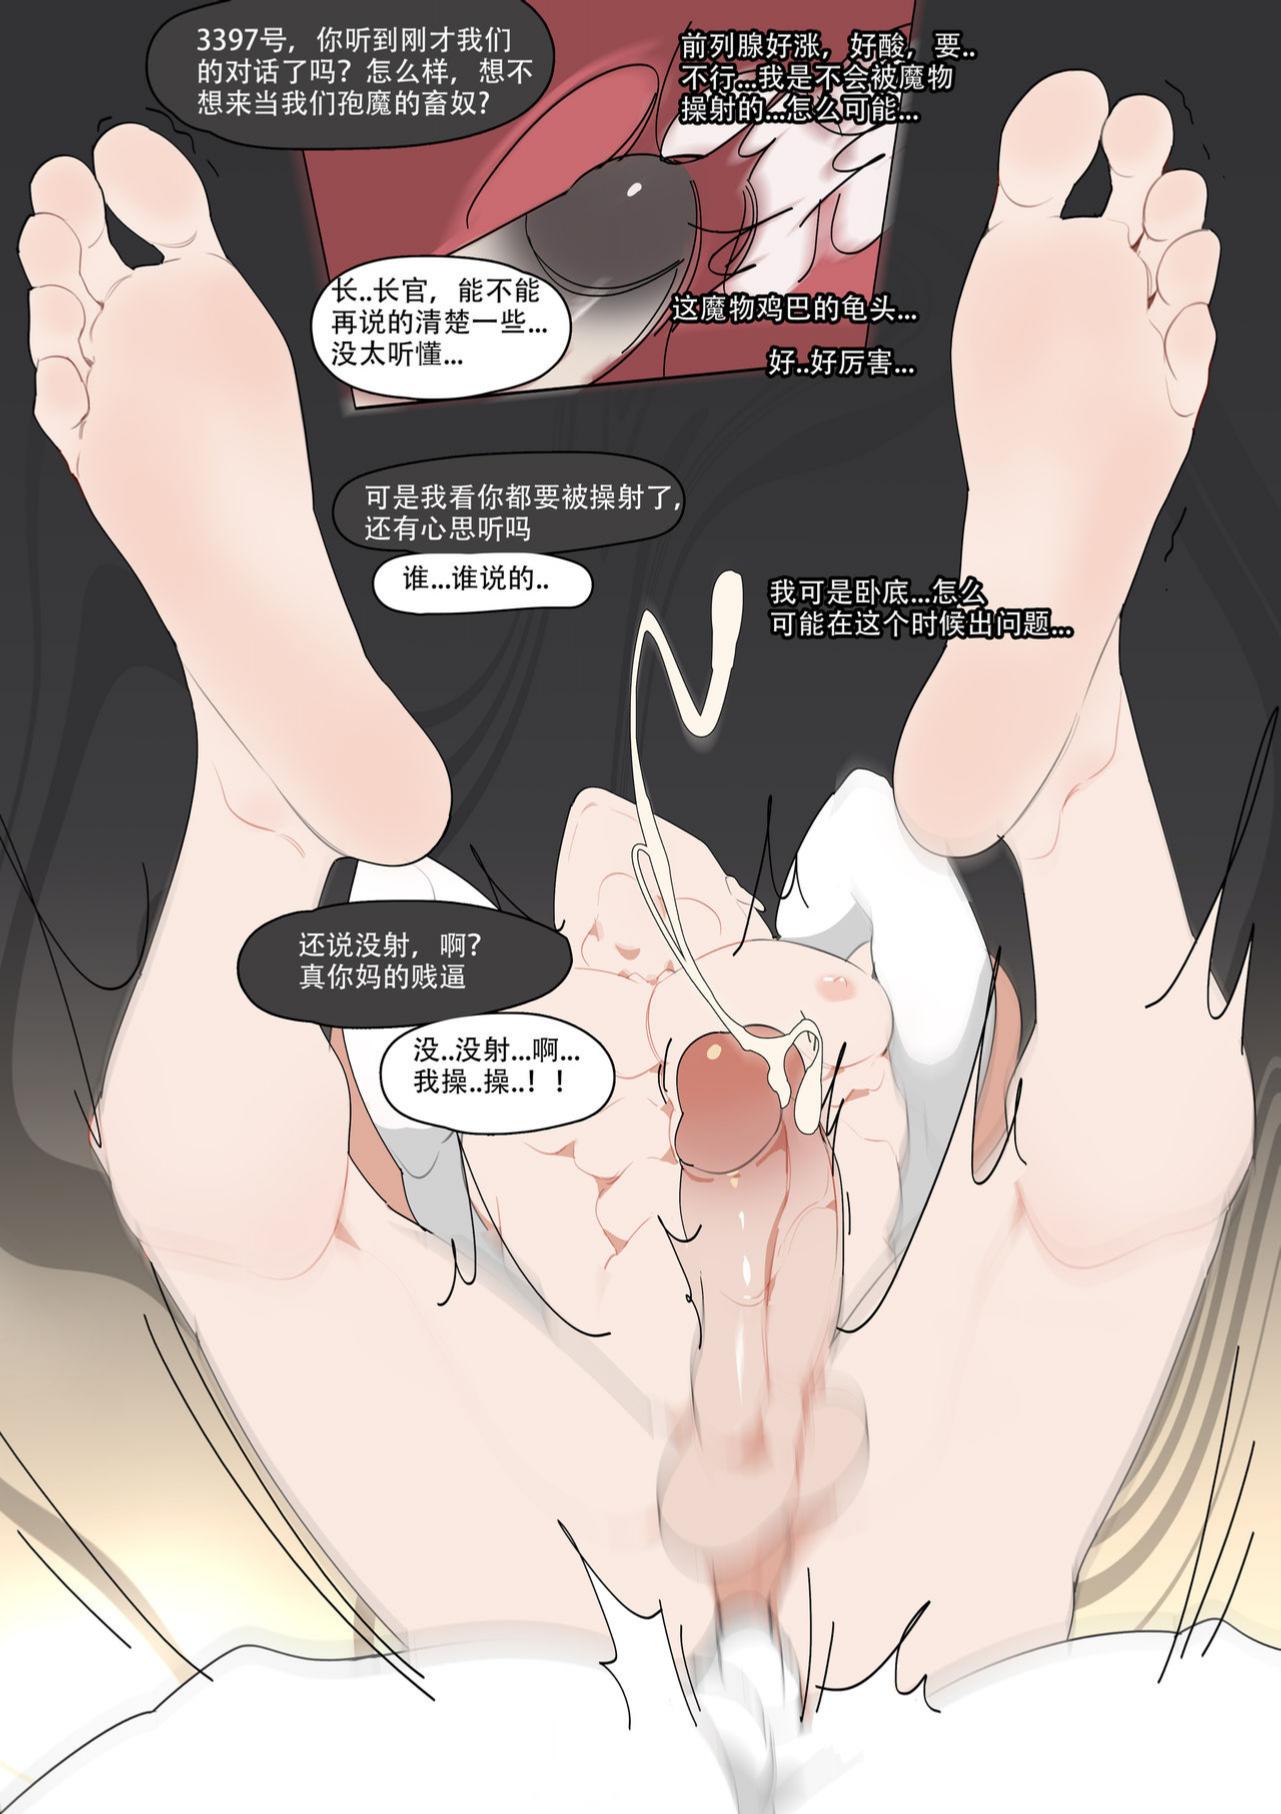 3397号，你听到刚才我们
的对话了吗？怎么样，想不
想来当我们孢魔的畜奴？
前列腺好涨，好酸，要..
不行...我是不会被魔物
操射的...怎么可能...
长..长官，能不能
再说的清楚一些...
没太听懂...
这魔物鸡巴的龟头...
好..好厉害...
可是我看你都要被操射了，
还有心思听吗
谁...谁说的..
我可是卧底...怎么
可能在这个时候出问题...
还说没射，啊？
真你妈的贱逼
没..没射...啊...
我操..操..！！